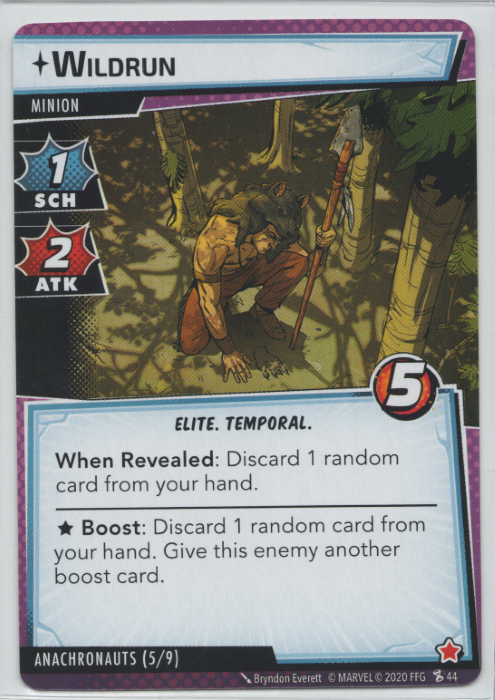 WILDRUN
MINION
1
SCH
2
ATK
5
ELITE. TEMPORAL.
When Revealed: Discard 1 random
card from your hand.
★ Boost: Discard 1 random card from
your hand. Give this enemy another
boost card.
ANACHRONAUTS (5/9)
Bryndon Everett © MARVEL © 2020 FFG 44